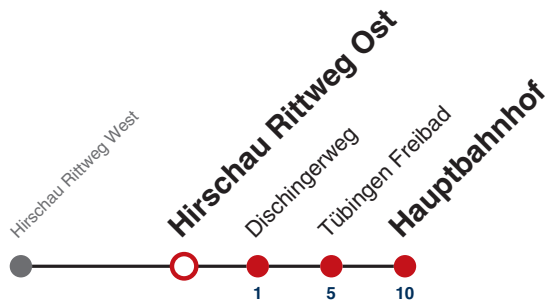 Hirschau Rittweg West
Hirschau Rittweg Ost
Dischingerweg
Tübingen Freibad
Hauptbahnhof
1
5
10